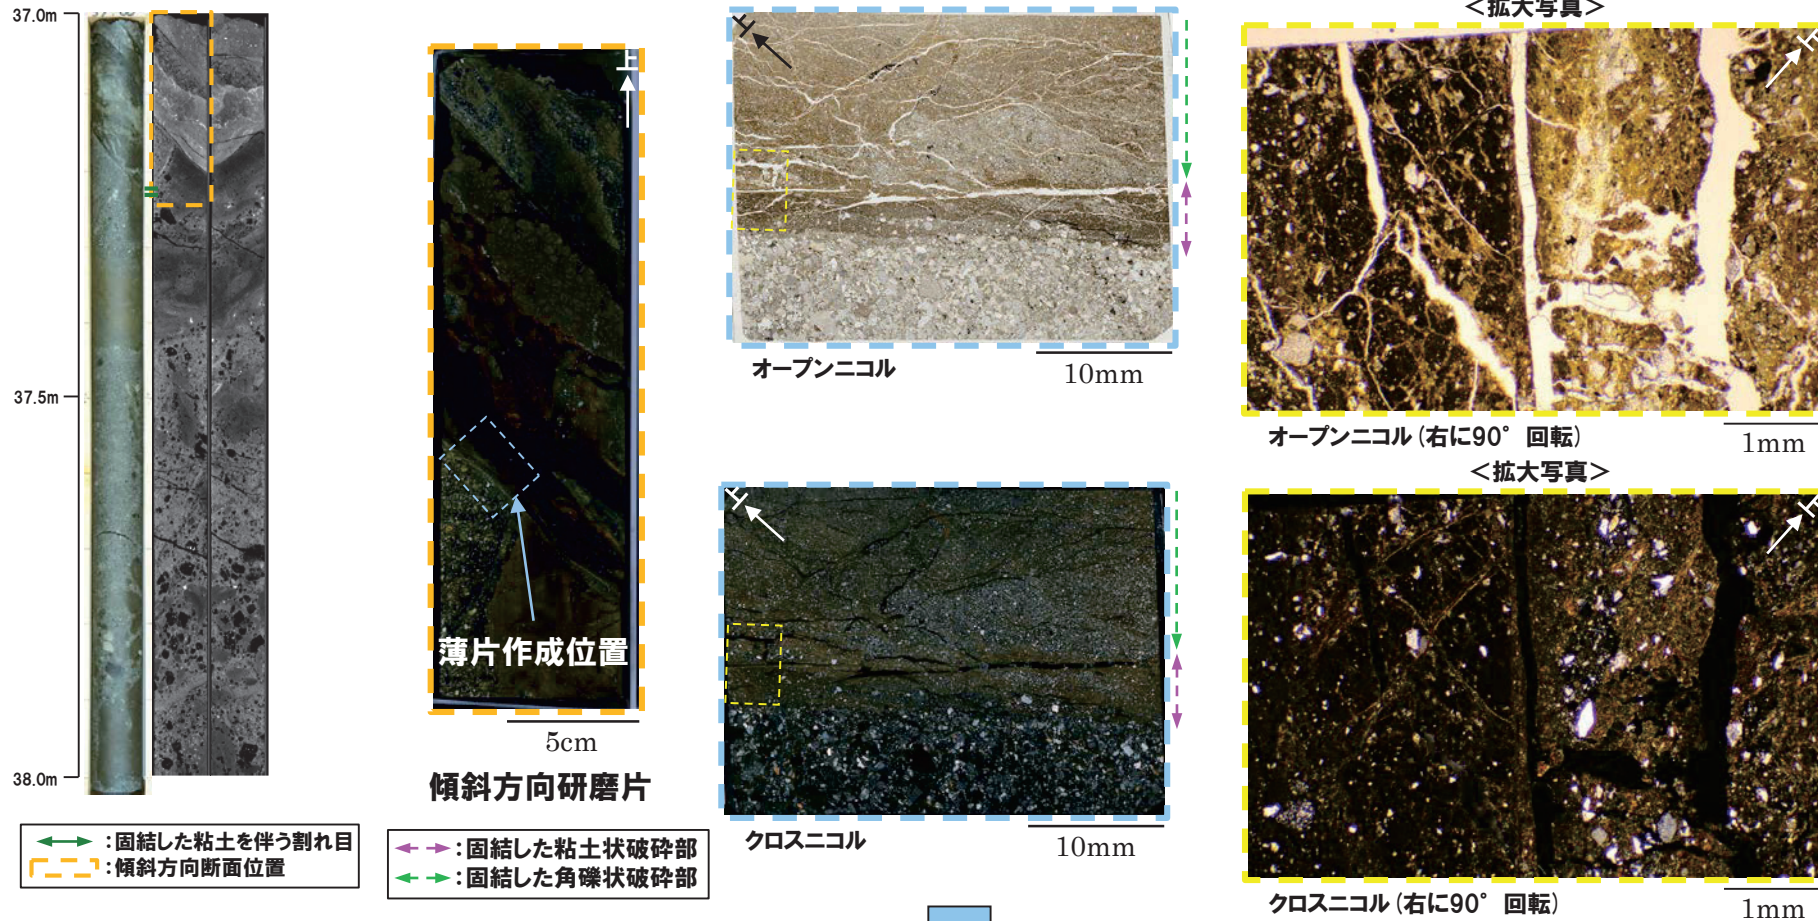 37.0m
37.5m
38.0m
:固結した粘土を伴う割れ目
:傾斜方向断面位置
上
薄片作成位置
5cm
傾斜方向研磨片
:固結した粘土状破砕部
:固結した角礫状破砕部
上
オープンニコル
10mm
上
クロスニコル
10mm
<拡大写真>
上
オープンニコル(右に90°回転)
1mm
<拡大写真>
上
クロスニコル(右に90°回転)
1mm